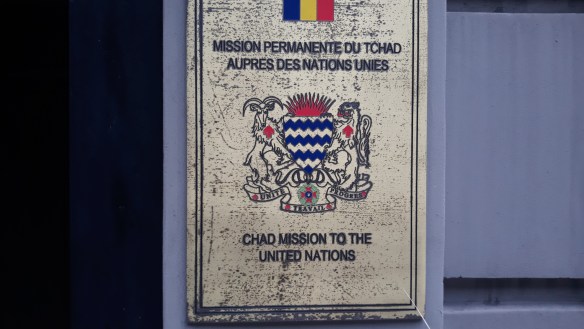 MISSION PERMANENTE DU TCHAD
AUPRES DES NATIONS UNIES
UNITE TRAVAIL PROGRES
CHAD MISSION TO THE
UNITED NATIONS